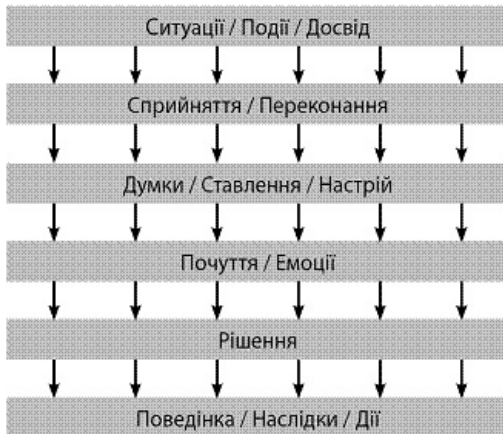 Ситуації / Події / Досвід
Сприйняття / Переконання
Думки / Ставлення / Настрій
Почуття / Емоції
Рішення
Поведінка / Наслідки / Дії